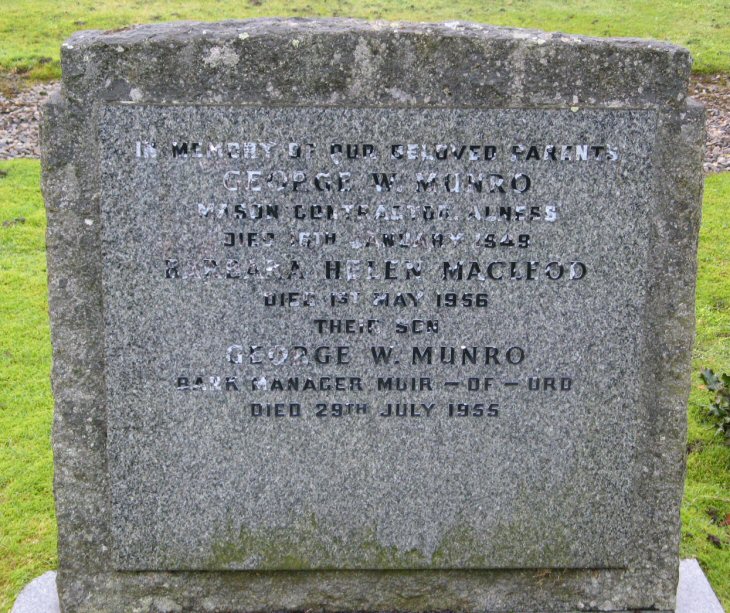 IN MEMORY OF OUR BELOVED PARENTS
GEORGE W. MUNRO
MASON CONTRACTOR, ALNESS
DIED 16TH JANUARY 1949
BARBARA HELEN MACLEOD
DIED 1ST MAY 1956
THEIR SON
GEORGE W. MUNRO
BANK MANAGER MUIR-OF-ORD
DIED 29TH JULY 1955